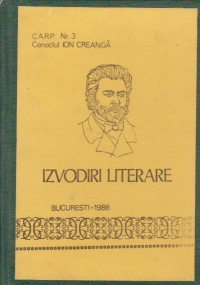 C.A.R.P. Nr. 3
Cenaclul ION CREANGĂ
IZVODIRI LITERARE
BUCUREȘTI - 1986